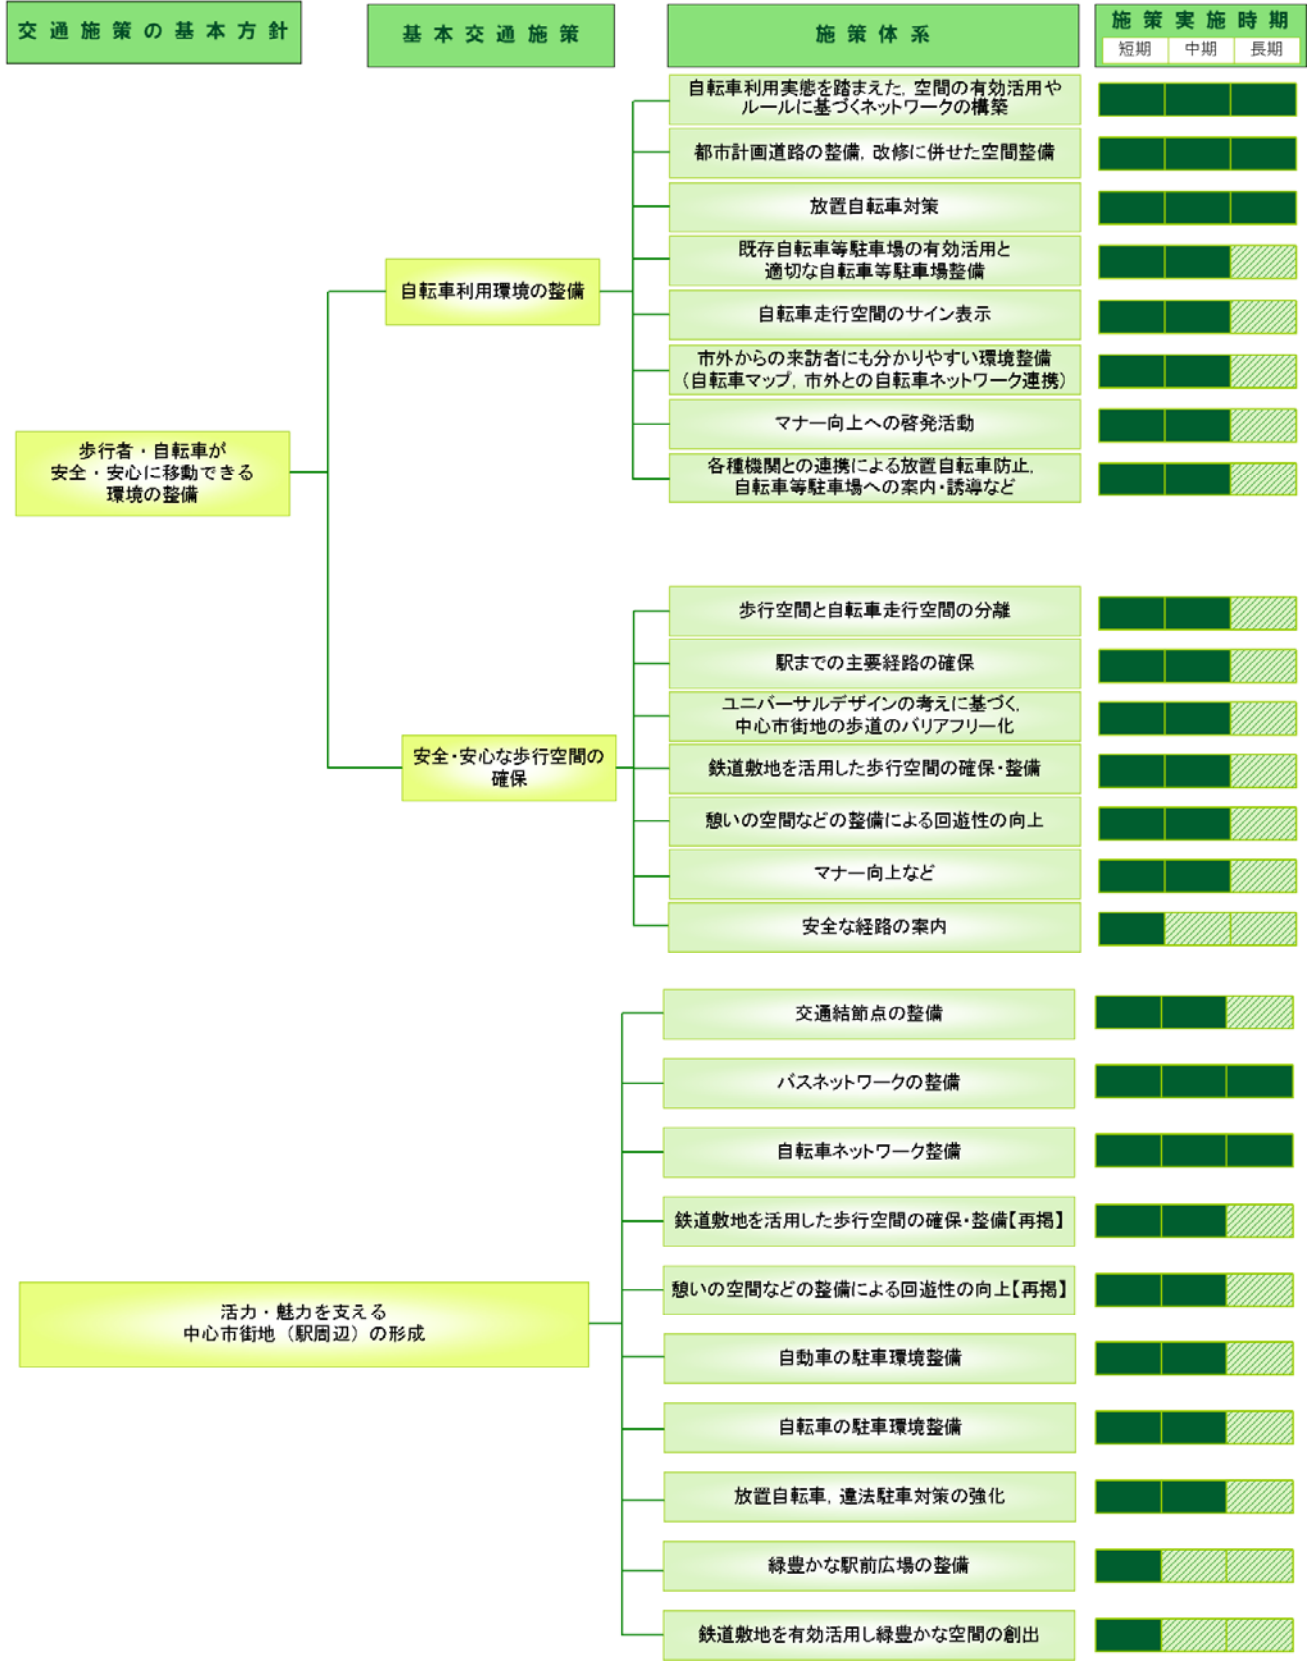 交通施策の基本方針
基本交通施策
施策体系
施策実施時期
短期
中期
長期
歩行者・自転車が
安全・安心に移動できる
環境の整備
自転車利用環境の整備
自転車利用実態を踏まえた，空間の有効活用や
ルールに基づくネットワークの構築
都市計画道路の整備，改修に併せた空間整備
放置自転車対策
既存自転車等駐車場の有効活用と
適切な自転車等駐車場整備
自転車走行空間のサイン表示
市外からの来訪者にも分かりやすい環境整備
（自転車マップ，市外との自転車ネットワーク連携）
マナー向上への啓発活動
各種機関との連携による放置自転車防止，
自転車等駐車場への案内・誘導など
安全・安心な歩行空間の
確保
歩行空間と自転車走行空間の分離
駅までの主要経路の確保
ユニバーサルデザインの考えに基づく，
中心市街地の歩道のバリアフリー化
鉄道敷地を活用した歩行空間の確保・整備
憩いの空間などの整備による回遊性の向上
マナー向上など
安全な経路の案内
活力・魅力を支える
中心市街地（駅周辺）の形成
交通結節点の整備
バスネットワークの整備
自転車ネットワーク整備
鉄道敷地を活用した歩行空間の確保・整備【再掲】
憩いの空間などの整備による回遊性の向上【再掲】
自動車の駐車環境整備
自転車の駐車環境整備
放置自転車，違法駐車対策の強化
緑豊かな駅前広場の整備
鉄道敷地を有効活用し緑豊かな空間の創出